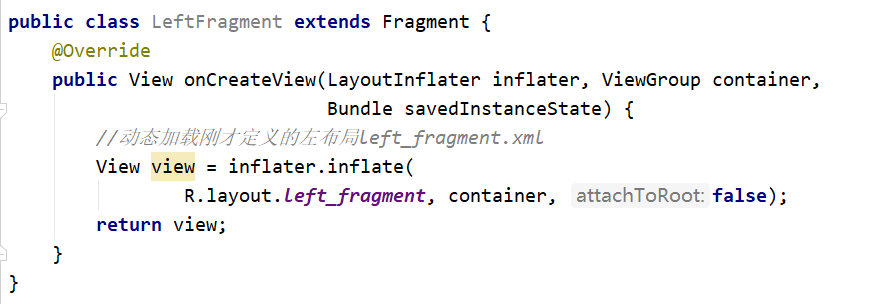 public class LeftFragment extends Fragment {
@Override
public View onCreateView(LayoutInflater inflater, ViewGroup container,
Bundle savedInstanceState) {
//动态加载刚才定义的左布局left_fragment.xml
View view = inflater.inflate(
R.layout.left_fragment, container, attachToRoot: false);
return view;
}
}